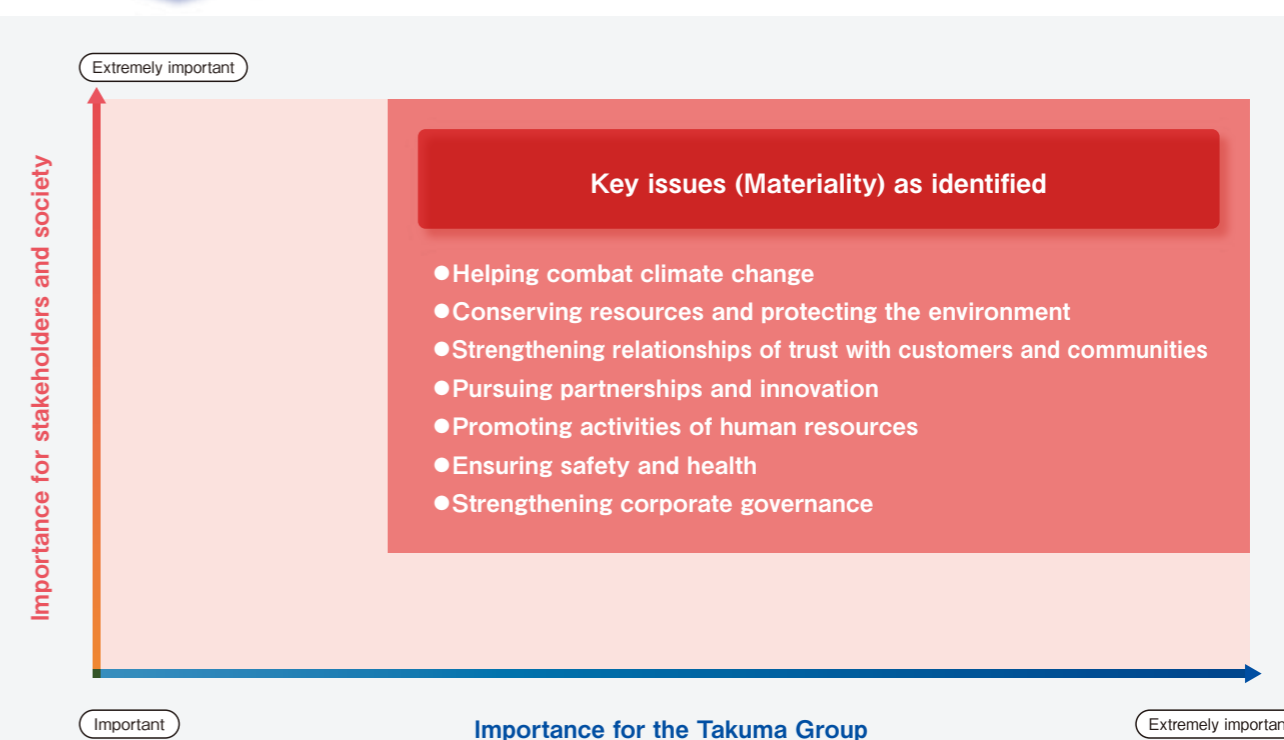 Extremely important
Importance for stakeholders and society
Key issues (Materiality) as identified
●Helping combat climate change
●Conserving resources and protecting the environment
●Strengthening relationships of trust with customers and communities
●Pursuing partnerships and innovation
●Promoting activities of human resources
●Ensuring safety and health
●Strengthening corporate governance
Important
Importance for the Takuma Group
Extremely importan